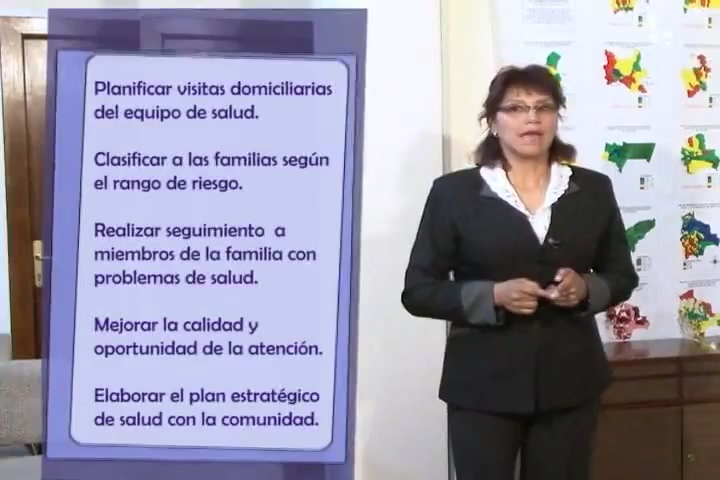 Planificar visitas domiciliarias
del equipo de salud.
Clasificar a las familias según
el rango de riesgo.
Realizar seguimiento a
miembros de la familia con
problemas de salud.
Mejorar la calidad y
oportunidad de la atención.
Elaborar el plan estratégico
de salud con la comunidad.